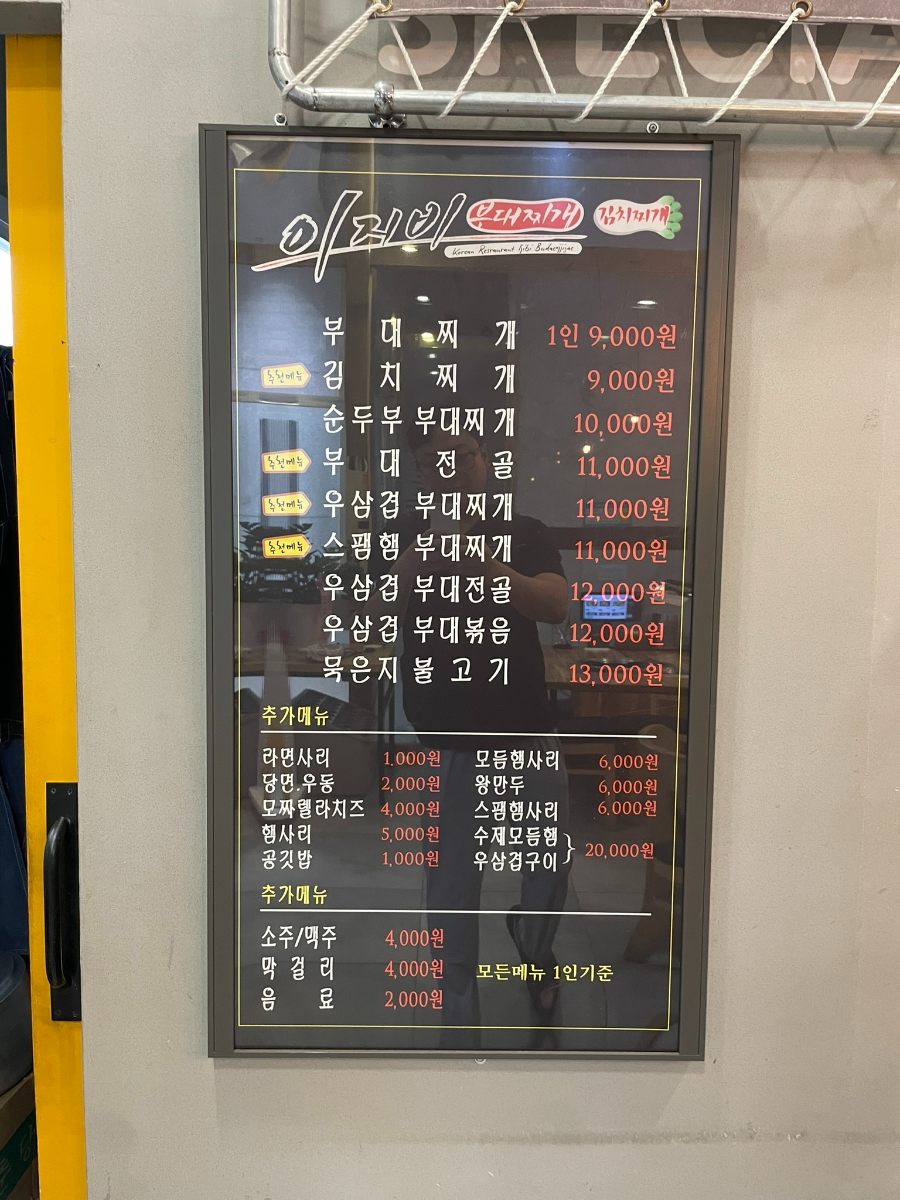 SPECIA
이지비 부대찌개 김치찌개
Korean Restaurant
부대찌개 1인 9,000원
추천메뉴 김치찌개 9,000원
순두부 부대찌개 10,000원
추천메뉴 부대전골 11,000원
추천메뉴 우삼겹 부대찌개 11,000원
추천메뉴 스팸햄 부대찌개 11,000원
우삼겹 부대전골 12,000원
우삼겹 부대볶음 12,000원
묵은지불고기 13,000원
추가메뉴
라면사리 1,000원 모듬햄사리 6,000원
당면.우동 2,000원 왕만두 6,000원
모짜렐라치즈 4,000원 스팸햄사리 6.000원
햄사리 5,000원 수제모듬햄
공깃밥 1,000원 우삼겹구이 } 20,000원
추가메뉴
소주/맥주 4,000원
막걸리 4,000원 모든메뉴 1인기준
음료 2,000원